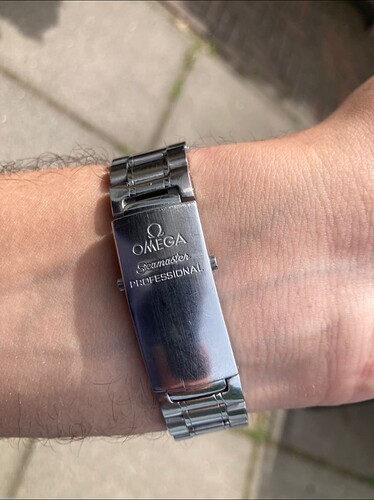 Ω
OMEGA
Seamaster
PROFESSIONAL